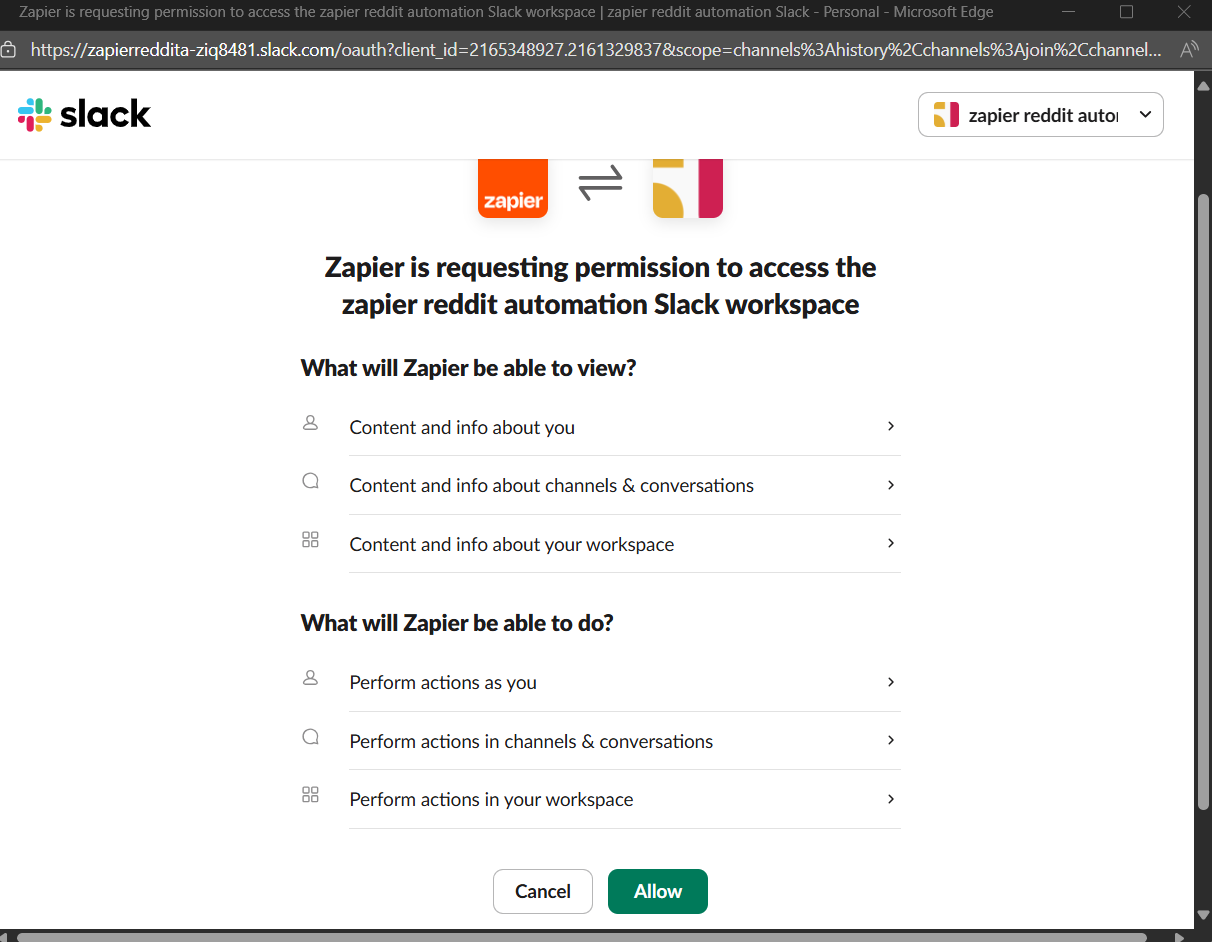 Zapier is requesting permission to access the zapier reddit automation Slack workspace | zapier reddit automation Slack - Personal - Microsoft Edge
https://zapierreddita-ziq8481.slack.com/oauth?client_id=2165348927.2161329837&scope=channels%3Ahistory%2Cchannels%3Ajoin%2Cchannel...
slack
zapier reddit autor
zapier
Zapier is requesting permission to access the
zapier reddit automation Slack workspace
What will Zapier be able to view?
Content and info about you
Content and info about channels & conversations
Content and info about your workspace
What will Zapier be able to do?
Perform actions as you
Perform actions in channels & conversations
Perform actions in your workspace
Cancel
Allow